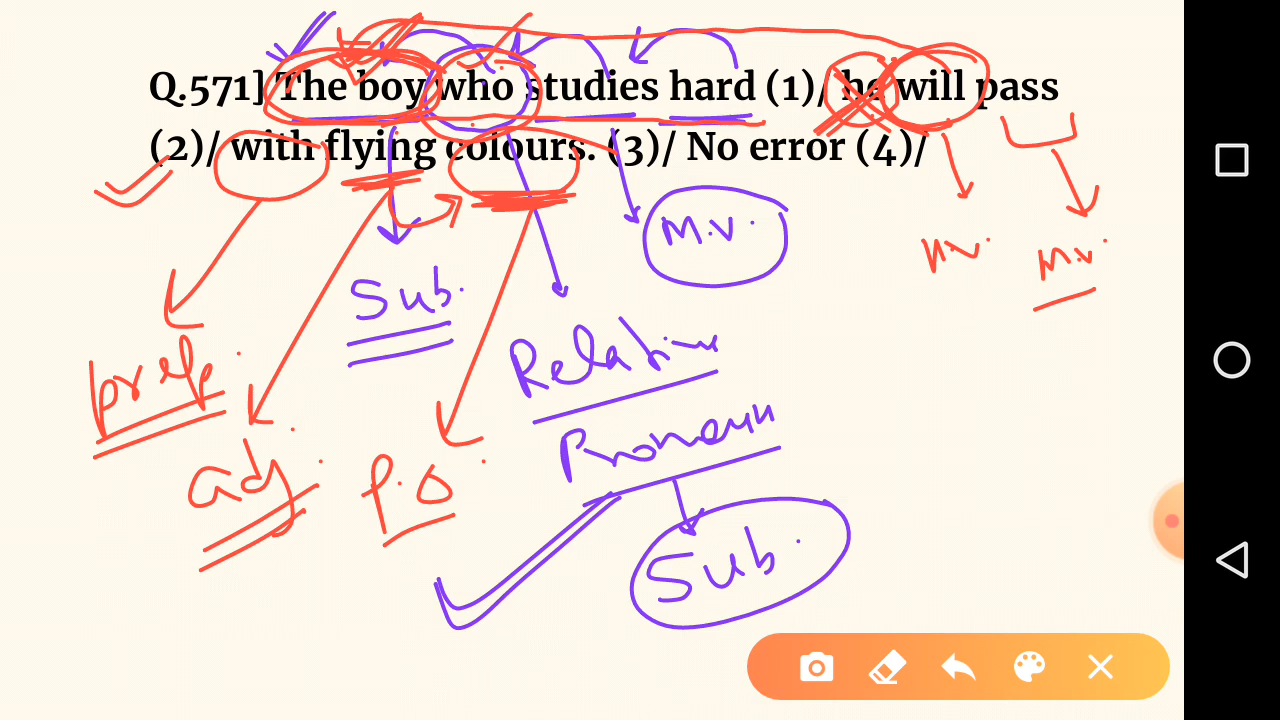 Q.571] The boy who studies hard (1)/ he will pass
(2)/ with flying colours. (3)/ No error (4)/
M.V.
H.V.
M.V.
Sub.
Relative
Pronoun
prep.
adj.
P.O.
Sub.